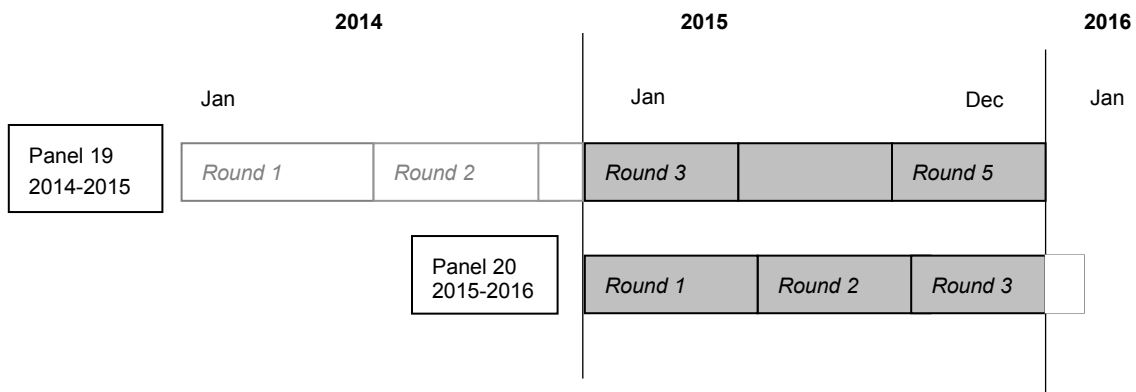 2014 2015 2016
Jan Jan Dec Jan
Panel 19
2014-2015
Round 1 Round 2 Round 3 Round 5
Panel 20
2015-2016
Round 1 Round 2 Round 3